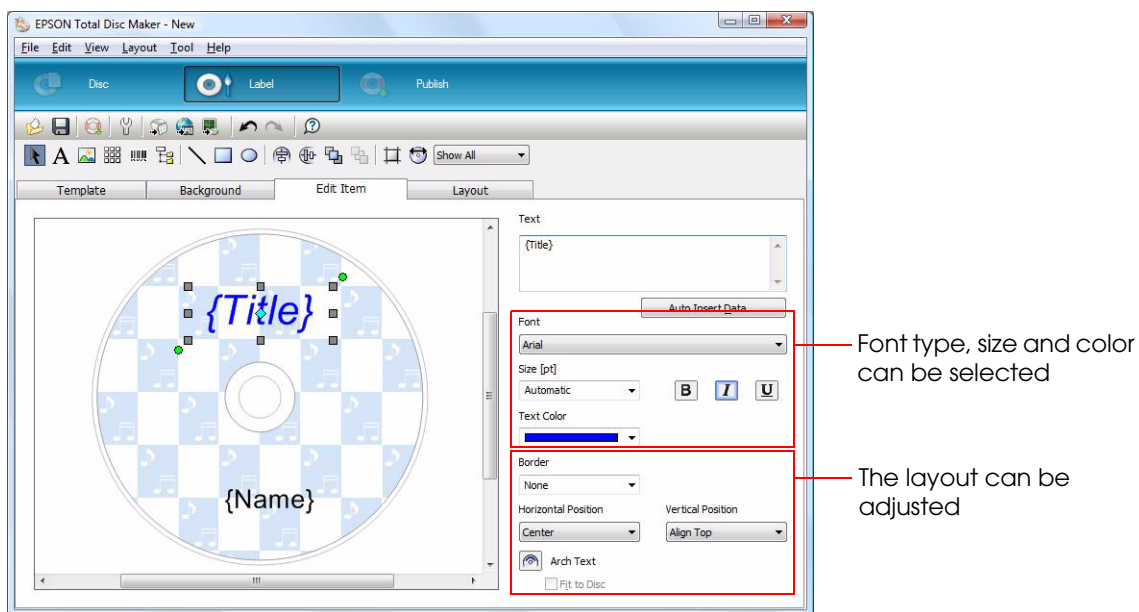 EPSON Total Disc Maker - New
File Edit View Layout Tool Help
Disc Label Publish
A Show All
Template Background Edit Item Layout
Text
{Title}
Auto Insert Data
{Title}
Font
Arial
Size [pt]
Automatic B I U
Text Color
Border
None
{Name}
Horizontal Position Vertical Position
Center Align Top
Arch Text
Fit to Disc
Font type, size and color
can be selected
The layout can be
adjusted